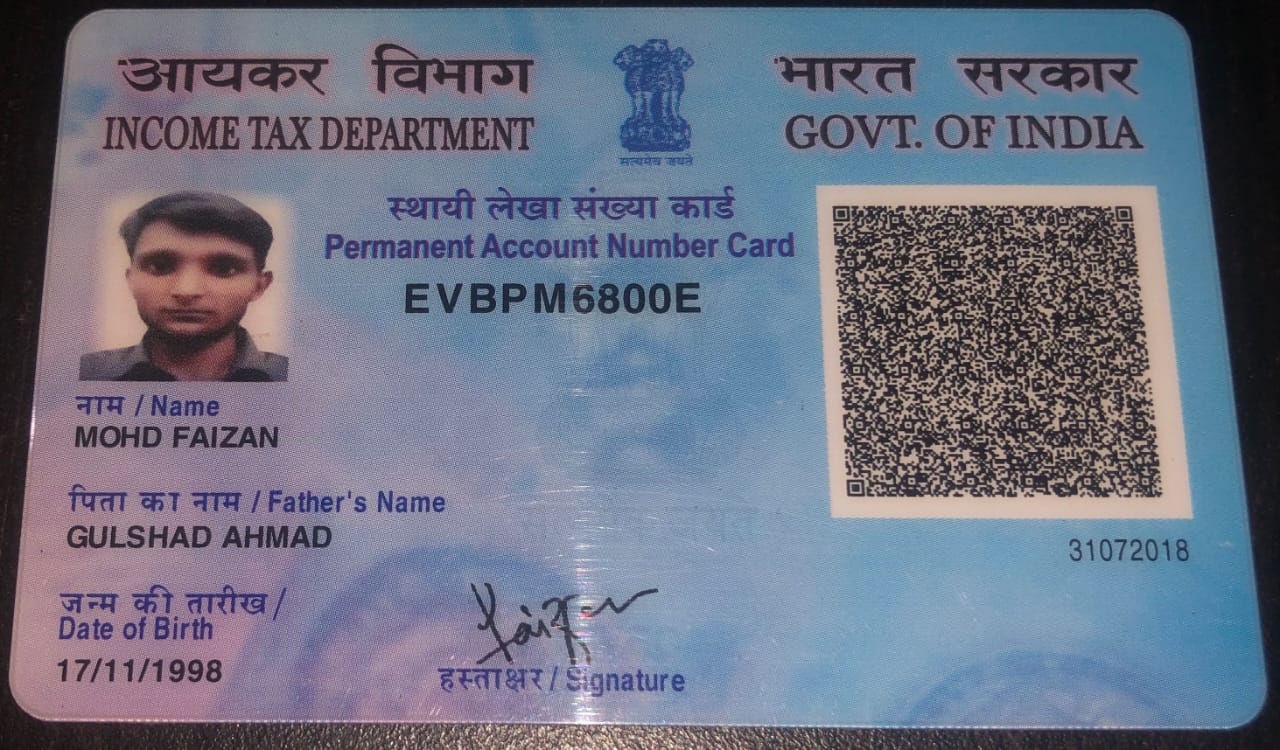 आयकर विभाग
INCOME TAX DEPARTMENT
सत्यमेव जयते
भारत सरकार
GOVT. OF INDIA
स्थायी लेखा संख्या कार्ड
Permanent Account Number Card
EVBPM6800E
नाम / Name
MOHD FAIZAN
पिता का नाम / Father's Name
GULSHAD AHMAD
जन्म की तारीख /
Date of Birth
17/11/1998
Faizan
हस्ताक्षर / Signature
31072018